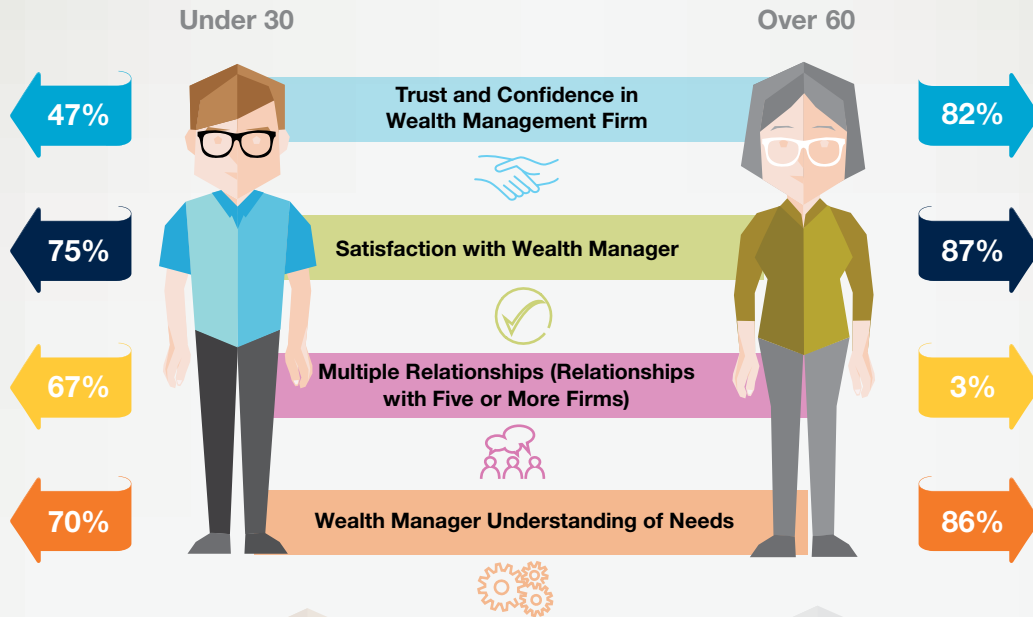 Under 30
Over 60
47%
Trust and Confidence in
Wealth Management Firm
82%
75%
Satisfaction with Wealth Manager
87%
67%
Multiple Relationships (Relationships
with Five or More Firms)
3%
70%
Wealth Manager Understanding of Needs
86%